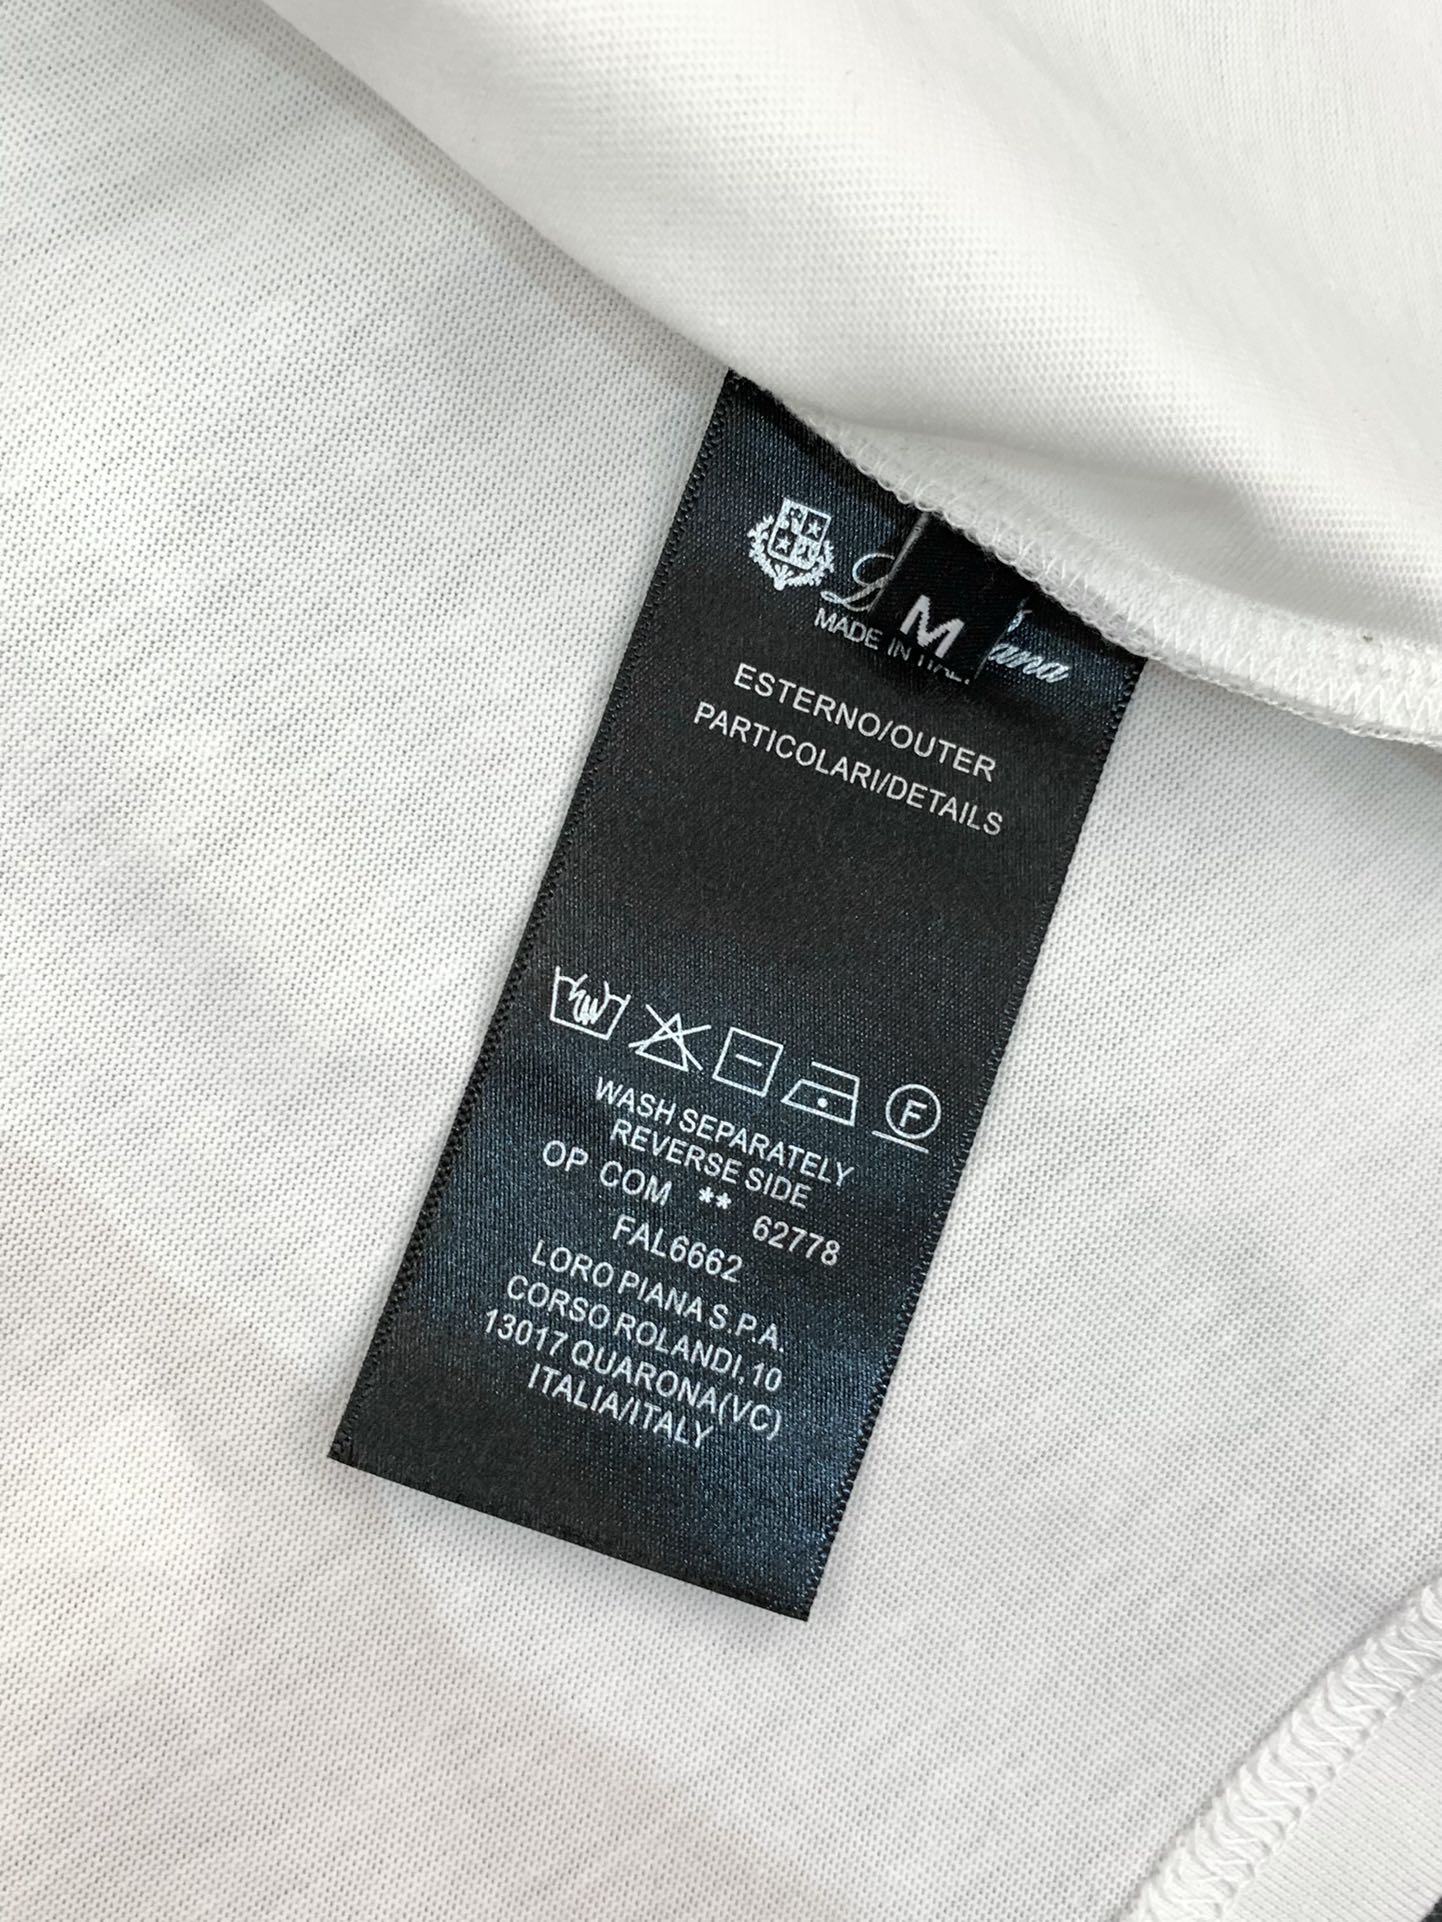 M
MADE IN ITALY
ESTERNO/OUTER
PARTICOLARI/DETAILS
F
WASH SEPARATELY
REVERSE SIDE
OP COM ** 62778
FAL6662
LORO PIANA S.P.A.
CORSO ROLANDI, 10
13017 QUARONA(VC)
ITALIA/ITALY